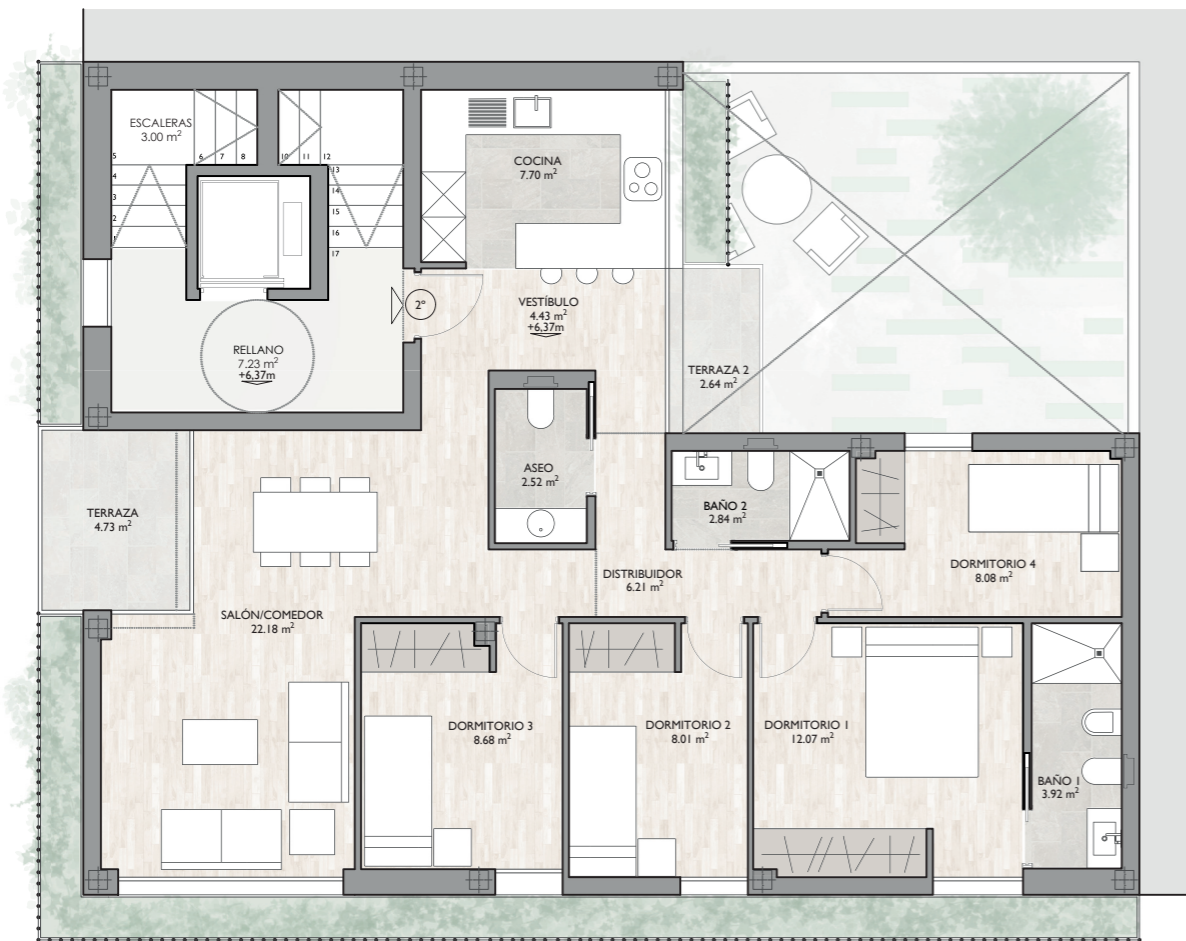 ESCALERAS
3.00 m²
5
4
3
2
1
6
7
8
10
11
12
13
14
15
16
17
COCINA
7.70 m²
2º
VESTÍBULO
4.43 m²
+6,37m
RELLANO
7.23 m²
+6,37m
TERRAZA 2
2.64 m²
ASEO
2.52 m²
BAÑO 2
2.84 m²
TERRAZA
4.73 m²
DORMITORIO 4
8.08 m²
DISTRIBUIDOR
6.21 m²
SALÓN/COMEDOR
22.18 m²
DORMITORIO 3
8.68 m²
DORMITORIO 2
8.01 m²
DORMITORIO 1
12.07 m²
BAÑO 1
3.92 m²